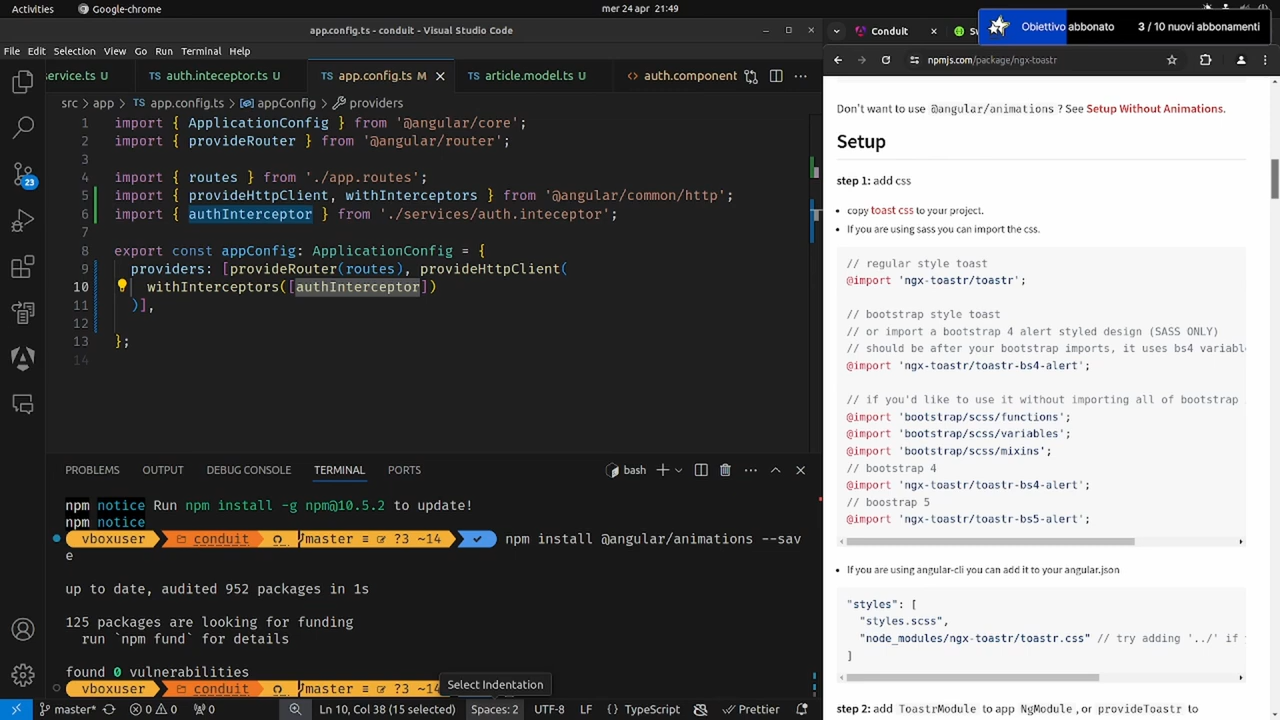 Activities
Google-chrome
mer 24 apr 21:49
Obiettivo abbonato
3 / 10 nuovi abbonamenti
app.config.ts - conduit - Visual Studio Code
File Edit Selection View Go Run Terminal Help
ervice.ts U
TS auth.inteceptor.ts U
TS app.config.ts M
TS article.model.ts U
<> auth.component
src > app > TS app.config.ts > appConfig > providers
1 import { ApplicationConfig } from '@angular/core';
2 import { provideRouter } from '@angular/router';
3
4 import { routes } from './app.routes';
5 import { provideHttpClient, withInterceptors } from '@angular/common/http';
6 import { authInterceptor } from './services/auth.inteceptor';
7
8 export const appConfig: ApplicationConfig = {
9 providers: [provideRouter(routes), provideHttpClient(
10 withInterceptors([authInterceptor])
11 )],
12
13 };
14
23
PROBLEMS OUTPUT DEBUG CONSOLE TERMINAL PORTS
bash
npm notice Run npm install -g npm@10.5.2 to update!
npm notice
vboxuser conduit master ≡ ?3 ~14 ✓ npm install @angular/animations --sav
e
up to date, audited 952 packages in 1s
125 packages are looking for funding
run `npm fund` for details
found 0 vulnerabilities
vboxuser conduit master ≡ ?3 ~14
Select Indentation
master*
0 0
0
Ln 10, Col 38 (15 selected)
Spaces: 2
UTF-8
LF
{} TypeScript
Prettier
Conduit
Sw
npmjs.com/package/ngx-toastr
Don't want to use @angular/animations ? See Setup Without Animations.
Setup
step 1: add css
• copy toast css to your project.
• If you are using sass you can import the css.
// regular style toast
@import 'ngx-toastr/toastr';
// bootstrap style toast
// or import a bootstrap 4 alert styled design (SASS ONLY)
// should be after your bootstrap imports, it uses bs4 variabl
@import 'ngx-toastr/toastr-bs4-alert';
// if you'd like to use it without importing all of bootstrap
@import 'bootstrap/scss/functions';
@import 'bootstrap/scss/variables';
@import 'bootstrap/scss/mixins';
// bootstrap 4
@import 'ngx-toastr/toastr-bs4-alert';
// boostrap 5
@import 'ngx-toastr/toastr-bs5-alert';
• If you are using angular-cli you can add it to your angular.json
"styles": [
"styles.scss",
"node_modules/ngx-toastr/toastr.css" // try adding '../' if
]
step 2: add ToastrModule to app NgModule, or provideToastr to